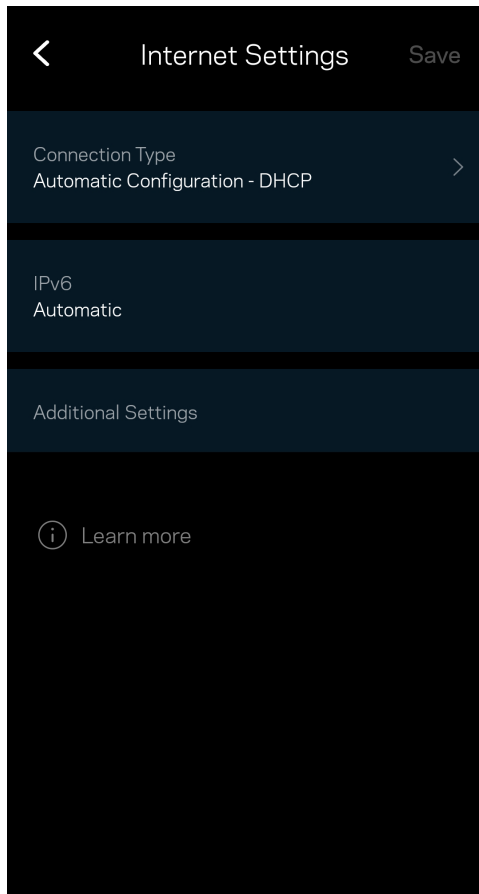 Internet Settings
Save
Connection Type
Automatic Configuration - DHCP
IPv6
Automatic
Additional Settings
Learn more